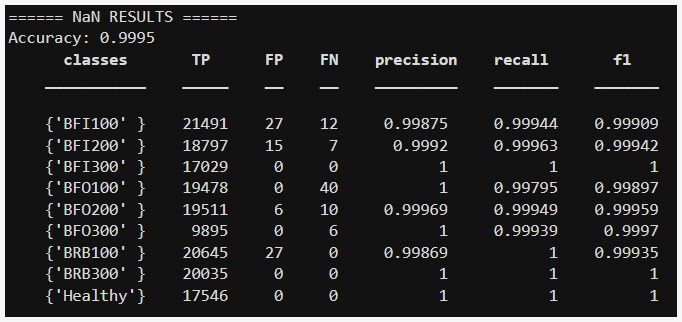 ====== NaN RESULTS ======
Accuracy: 0.9995
classes TP FP FN precision recall f1
{'BFI100' } 21491 27 12 0.99875 0.99944 0.99909
{'BFI200' } 18797 15 7 0.9992 0.99963 0.99942
{'BFI300' } 17029 0 0 1 1 1
{'BFO100' } 19478 0 40 1 0.99795 0.99897
{'BFO200' } 19511 6 10 0.99969 0.99949 0.99959
{'BFO300' } 9895 0 6 1 0.99939 0.9997
{'BRB100' } 20645 27 0 0.99869 1 0.99935
{'BRB300' } 20035 0 0 1 1 1
{'Healthy'} 17546 0 0 1 1 1